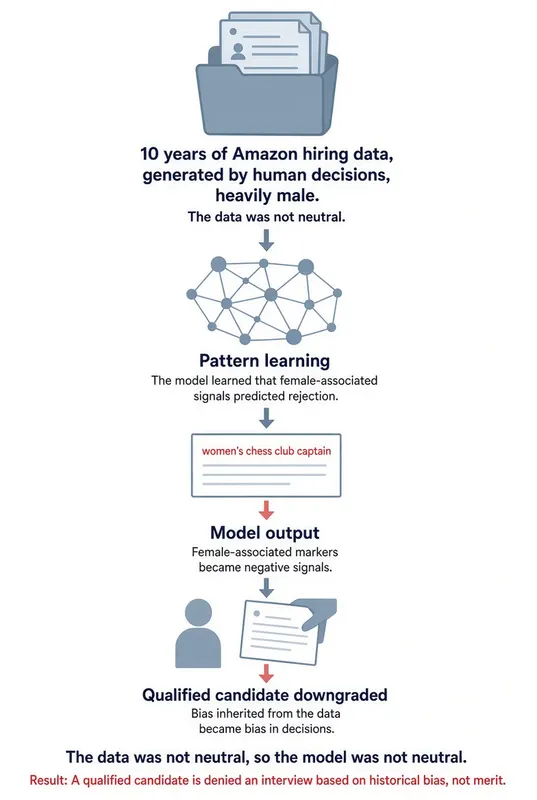 10 years of Amazon hiring data,
generated by human decisions,
heavily male.
The data was not neutral.
Pattern learning
The model learned that female-associated
signals predicted rejection.
women's chess club captain
Model output
Female-associated markers
became negative signals.
Qualified candidate downgraded
Bias inherited from the data
became bias in decisions.
The data was not neutral, so the model was not neutral.
Result: A qualified candidate is denied an interview based on historical bias, not merit.